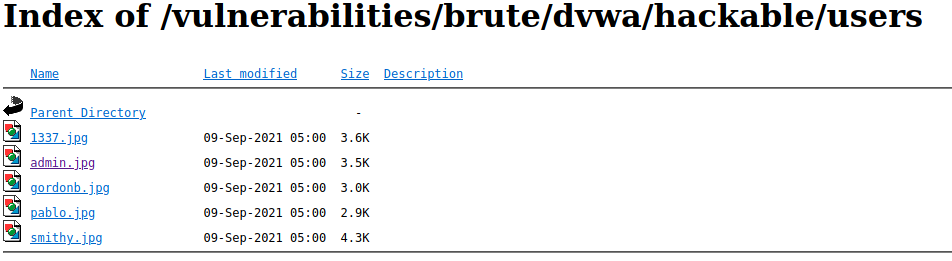 Index of /vulnerabilities/brute/dvwa/hackable/users
Name Last modified Size Description
Parent Directory -
1337.jpg 09-Sep-2021 05:00 3.6K
admin.jpg 09-Sep-2021 05:00 3.5K
gordonb.jpg 09-Sep-2021 05:00 3.0K
pablo.jpg 09-Sep-2021 05:00 2.9K
smithy.jpg 09-Sep-2021 05:00 4.3K